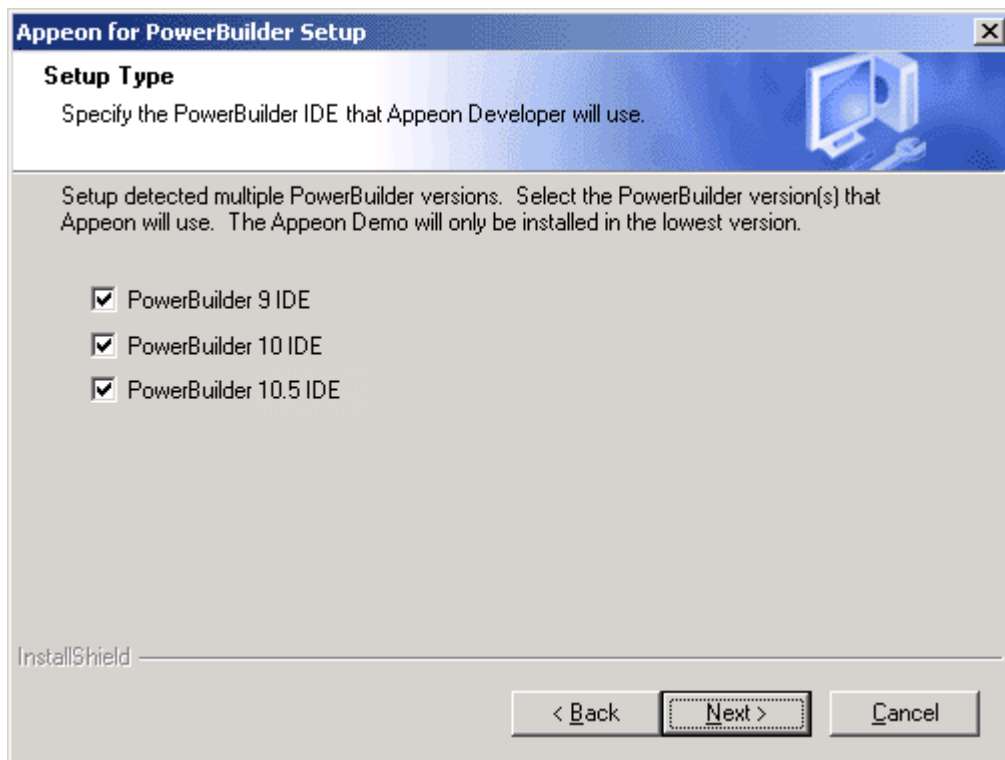 Appeon for PowerBuilder Setup
Setup Type
Specify the PowerBuilder IDE that Appeon Developer will use.
Setup detected multiple PowerBuilder versions.  Select the PowerBuilder version(s) that
Appeon will use.  The Appeon Demo will only be installed in the lowest version.
PowerBuilder 9 IDE
PowerBuilder 10 IDE
PowerBuilder 10.5 IDE
InstallShield
< Back
Next >
Cancel